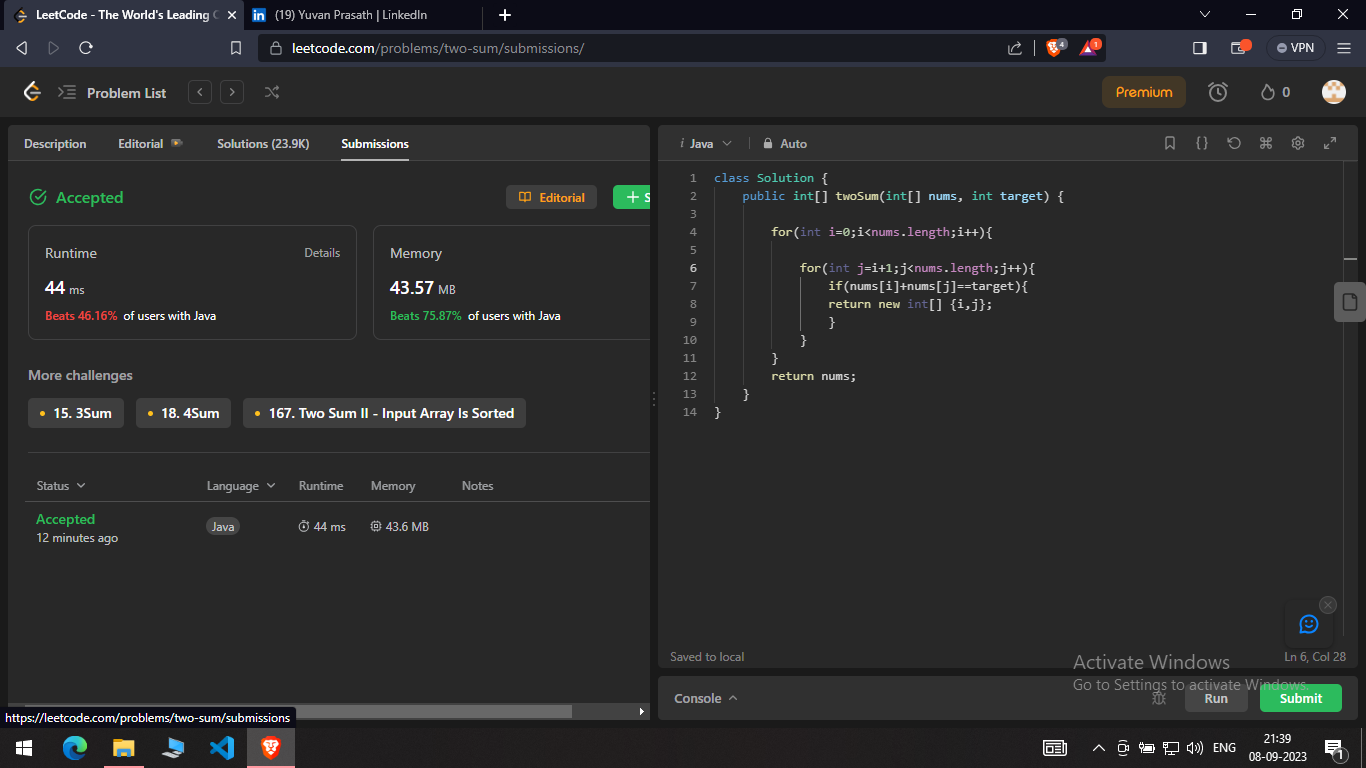 LeetCode - The World's Leading
(19) Yuvan Prasath | LinkedIn
leetcode.com/problems/two-sum/submissions/
4
1
VPN
Problem List
Premium
0
Description
Editorial
Solutions (23.9K)
Submissions
Accepted
Editorial
Runtime
Details
44 ms
Beats 46.16% of users with Java
Memory
43.57 MB
Beats 75.87% of users with Java
More challenges
15. 3Sum
18. 4Sum
167. Two Sum II - Input Array Is Sorted
Status
Language
Runtime
Memory
Notes
Accepted
Java
44 ms
43.6 MB
12 minutes ago
https://leetcode.com/problems/two-sum/submissions
i Java
Auto
1 class Solution {
2 public int[] twoSum(int[] nums, int target) {
3
4 for(int i=0;i<nums.length;i++){
5
6 for(int j=i+1;j<nums.length;j++){
7 if(nums[i]+nums[j]==target){
8 return new int[] {i,j};
9 }
10 }
11 }
12 return nums;
13 }
14 }
Saved to local
Ln 6, Col 28
Activate Windows
Go to Settings to activate Windows.
Console
Run
Submit
ENG
21:39
08-09-2023
1